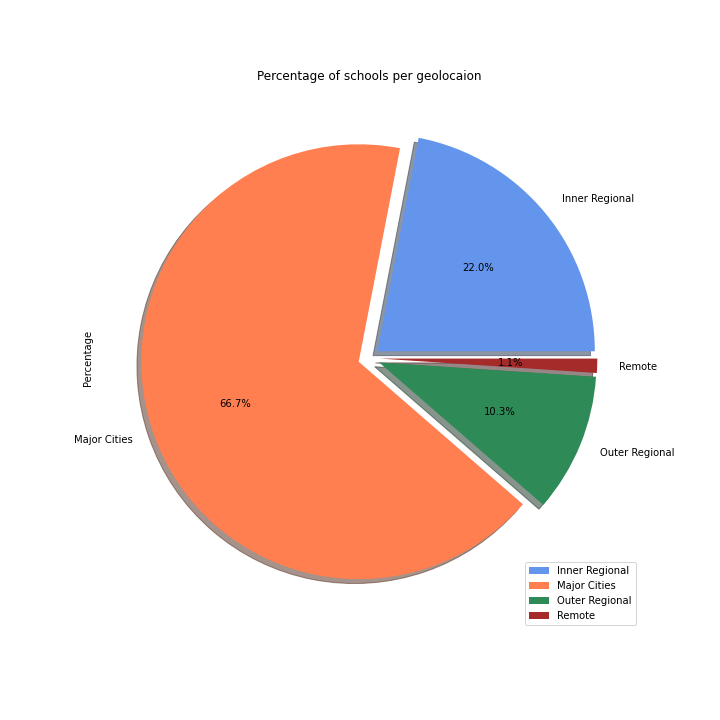 Percentage of schools per geolocaion
Inner Regional
22.0%
1.1%
Remote
Percentage
66.7%
10.3%
Major Cities
Outer Regional
Inner Regional
Major Cities
Outer Regional
Remote